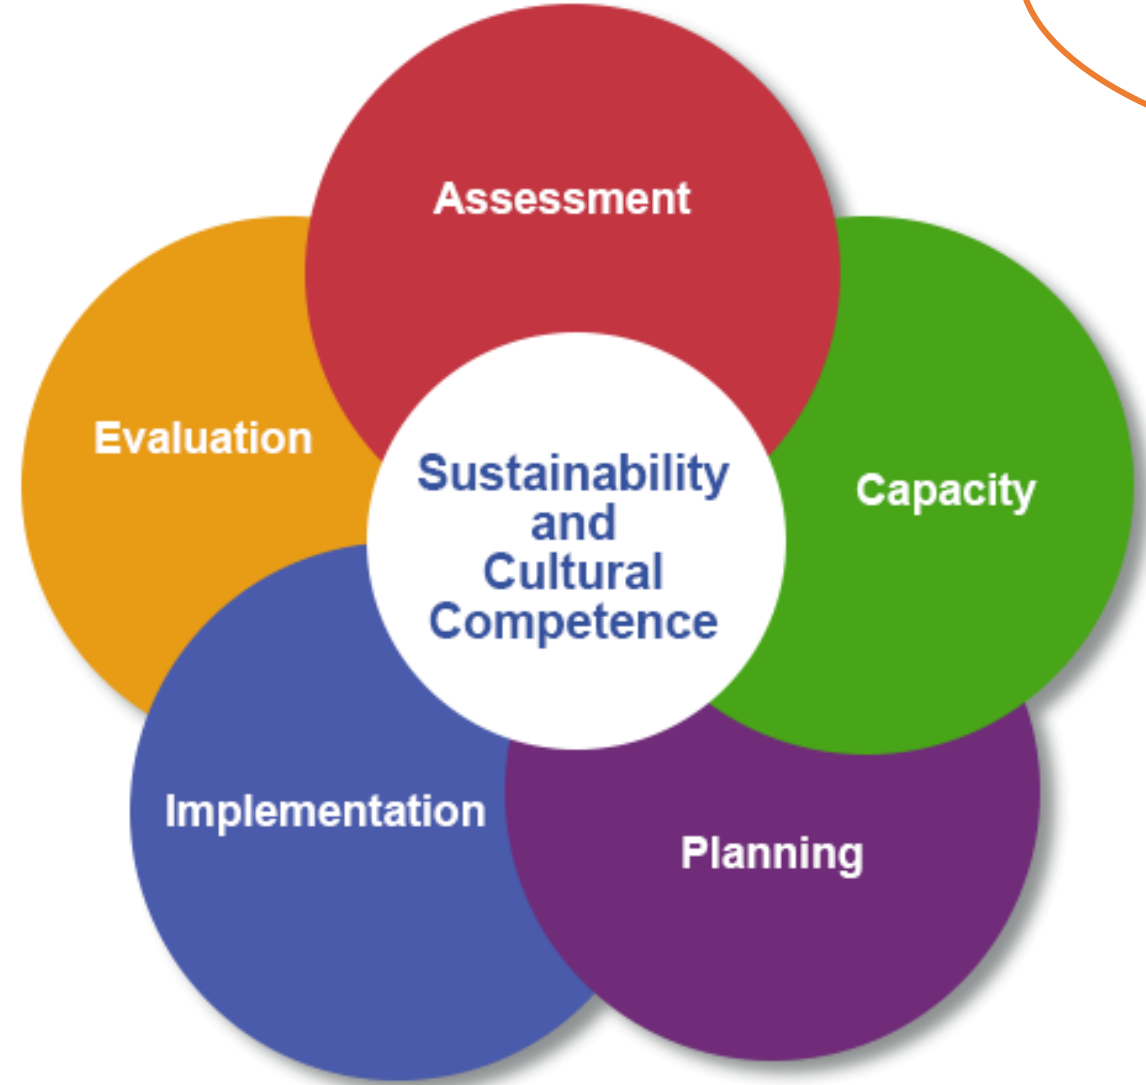 Assessment
Evaluation
Capacity
Sustainability
and
Cultural
Competence
Implementation
Planning